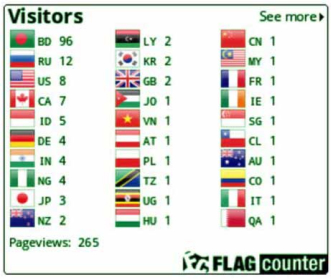 Visitors
See more
BD 96
RU 12
US 8
CA 7
ID 5
DE 4
IN 4
NG 4
JP 3
NZ 2
LY 2
KR 2
GB 2
JO 1
VN 1
AT 1
PL 1
TZ 1
UG 1
HU 1
CN 1
MY 1
FR 1
IE 1
SG 1
CL 1
AU 1
CO 1
IT 1
QA 1
Pageviews: 265
FLAG counter